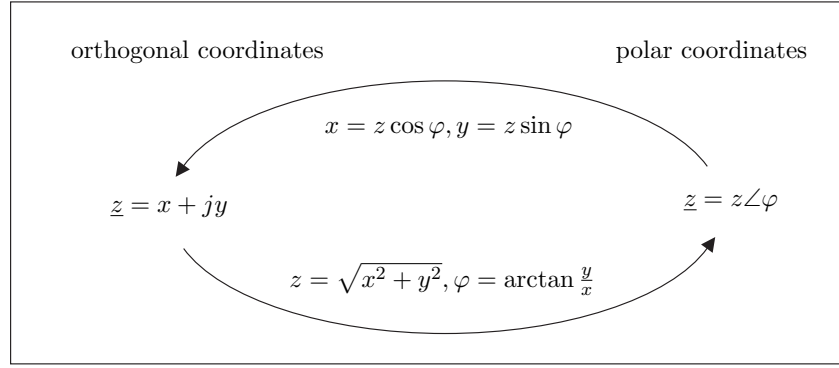 orthogonal coordinates
polar coordinates
x = z cos φ, y = z sin φ
z̲ = x + jy
z̲ = z∠φ
z = √(x² + y²), φ = arctan y/x